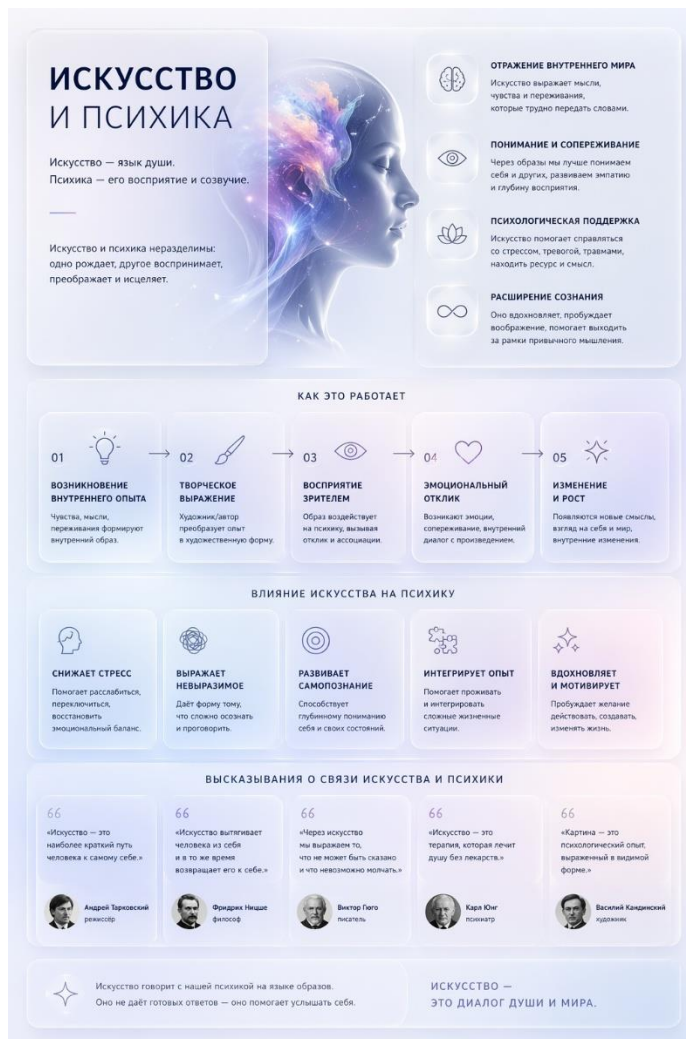 ИСКУССТВО
И ПСИХИКА
Искусство — язык души.
Психика — его восприятие и созвучие.
Искусство и психика неразделимы:
одно рождает, другое воспринимает,
преображает и исцеляет.
ОТРАЖЕНИЕ ВНУТРЕННЕГО МИРА
Искусство выражает мысли,
чувства и переживания,
которые трудно передать словами.
ПОНИМАНИЕ И СОПЕРЕЖИВАНИЕ
Через образы мы лучше понимаем
себя и других, развиваем эмпатию
и глубину восприятия.
ПСИХОЛОГИЧЕСКАЯ ПОДДЕРЖКА
Искусство помогает справляться
со стрессом, тревогой, травмами,
находить ресурс и смысл.
РАСШИРЕНИЕ СОЗНАНИЯ
Оно вдохновляет, пробуждает
воображение, помогает выходить
за рамки привычного мышления.
КАК ЭТО РАБОТАЕТ
01
ВОЗНИКНОВЕНИЕ
ВНУТРЕННЕГО ОПЫТА
Чувства, мысли,
переживания формируют
внутренний образ.
02
ТВОРЧЕСКОЕ
ВЫРАЖЕНИЕ
Художник/автор
преобразует опыт
в художественную форму.
03
ВОСПРИЯТИЕ
ЗРИТЕЛЕМ
Образ воздействует
на психику, вызывая
отклик и ассоциации.
04
ЭМОЦИОНАЛЬНЫЙ
ОТКЛИК
Возникают эмоции,
сопереживание, внутренний
диалог с произведением.
05
ИЗМЕНЕНИЕ
И РОСТ
Появляются новые смыслы,
взгляд на себя и мир,
внутренние изменения.
ВЛИЯНИЕ ИСКУССТВА НА ПСИХИКУ
СНИЖАЕТ СТРЕСС
Помогает расслабиться,
переключиться,
восстановить
эмоциональный баланс.
ВЫРАЖАЕТ
НЕВЫРАЗИМОЕ
Даёт форму тому,
что сложно осознать
и проговорить.
РАЗВИВАЕТ
САМОПОЗНАНИЕ
Способствует
глубинному пониманию
себя и своих состояний.
ИНТЕГРИРУЕТ ОПЫТ
Помогает проживать
и интегрировать
сложные жизненные
ситуации.
ВДОХНОВЛЯЕТ
И МОТИВИРУЕТ
Пробуждает желание
действовать, создавать,
изменять жизнь.
ВЫСКАЗЫВАНИЯ О СВЯЗИ ИСКУССТВА И ПСИХИКИ
«Искусство — это
наиболее краткий путь
человека к самому себе.»
Андрей Тарковский
режиссёр
«Искусство вытягивает
человека из себя
и в то же время
возвращает его к себе.»
Фридрих Ницше
философ
«Через искусство
мы выражаем то,
что не может быть сказано
и что невозможно молчать.»
Виктор Гюго
писатель
«Искусство — это
терапия, которая лечит
душу без лекарств.»
Карл Юнг
психиатр
«Картина — это
психологический опыт,
выраженный в видимой
форме.»
Василий Кандинский
художник
Искусство говорит с нашей психикой на языке образов.
Оно не даёт готовых ответов — оно помогает услышать себя.
ИСКУССТВО —
ЭТО ДИАЛОГ ДУШИ И МИРА.